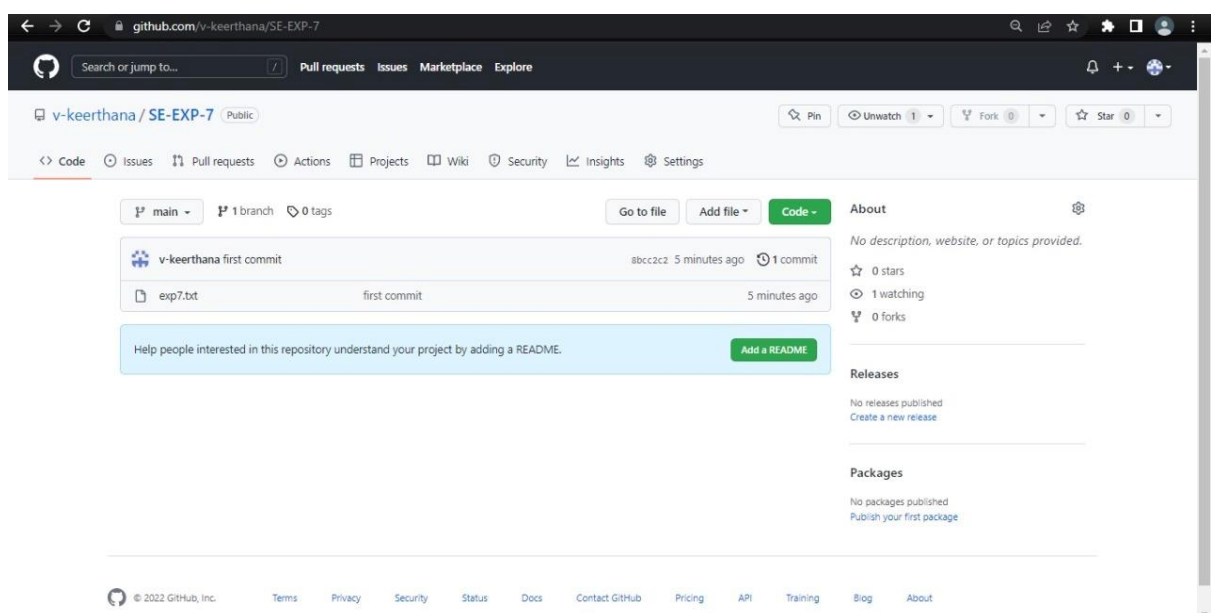 github.com/v-keerthana/SE-EXP-7
Search or jump to... / Pull requests Issues Marketplace Explore
v-keerthana / SE-EXP-7 Public Pin Unwatch 1 Fork 0 Star 0
Code Issues Pull requests Actions Projects Wiki Security Insights Settings
main 1 branch 0 tags Go to file Add file Code
v-keerthana first commit 8bcc2c2 5 minutes ago 1 commit
exp7.txt first commit 5 minutes ago
Help people interested in this repository understand your project by adding a README. Add a README
About
No description, website, or topics provided.
0 stars
1 watching
0 forks
Releases
No releases published
Create a new release
Packages
No packages published
Publish your first package
© 2022 GitHub, Inc. Terms Privacy Security Status Docs Contact GitHub Pricing API Training Blog About